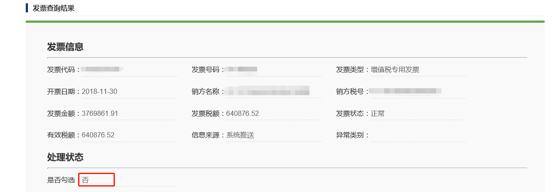 发票查询结果
发票信息
发票代码： 发票号码： 发票类型：增值税专用发票
开票日期：2018-11-30 销方名称： 销方税号：
发票金额：3769861.91 发票税额：640876.52 发票状态：正常
有效税额：640876.52 信息来源：系统推送 异常类别：
处理状态
是否勾选：否